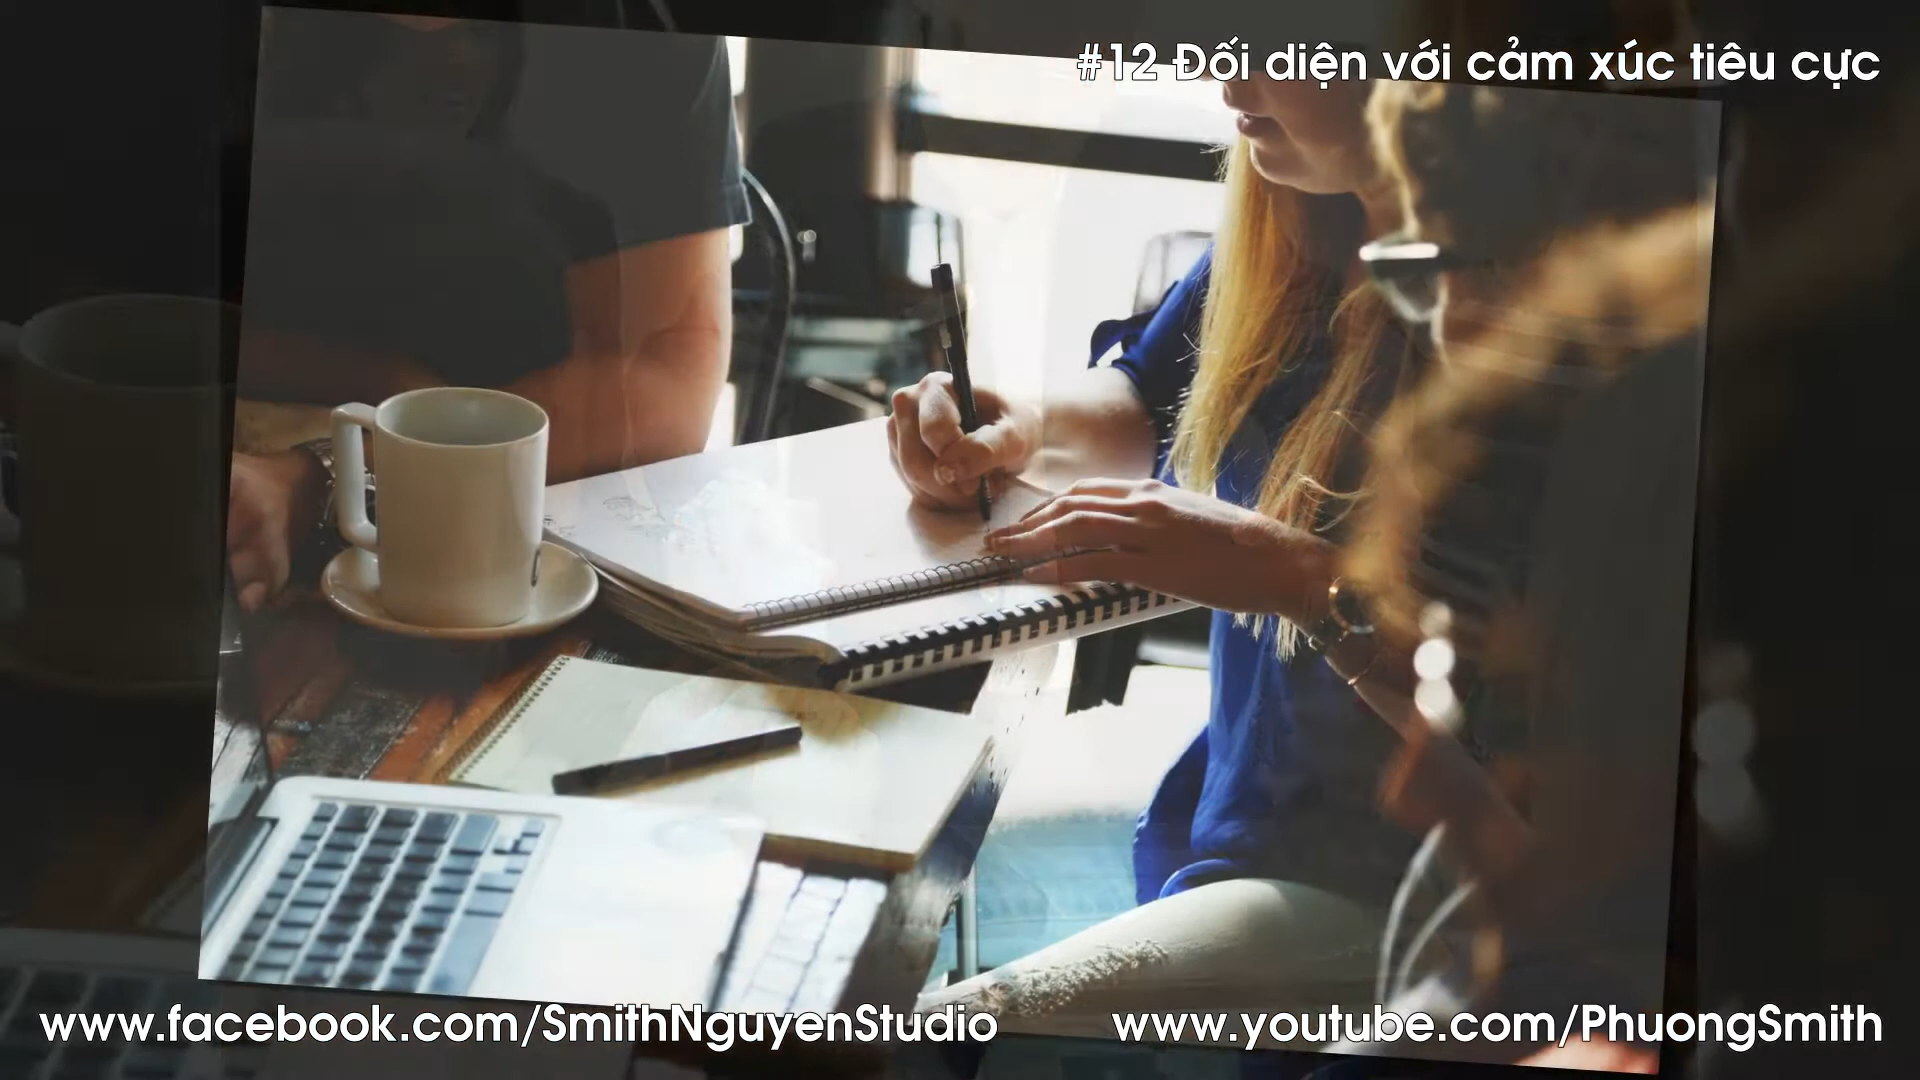 #12 Đối diện với cảm xúc tiêu cực
www.facebook.com/SmithNguyenStudio
www.youtube.com/PhuongSmith